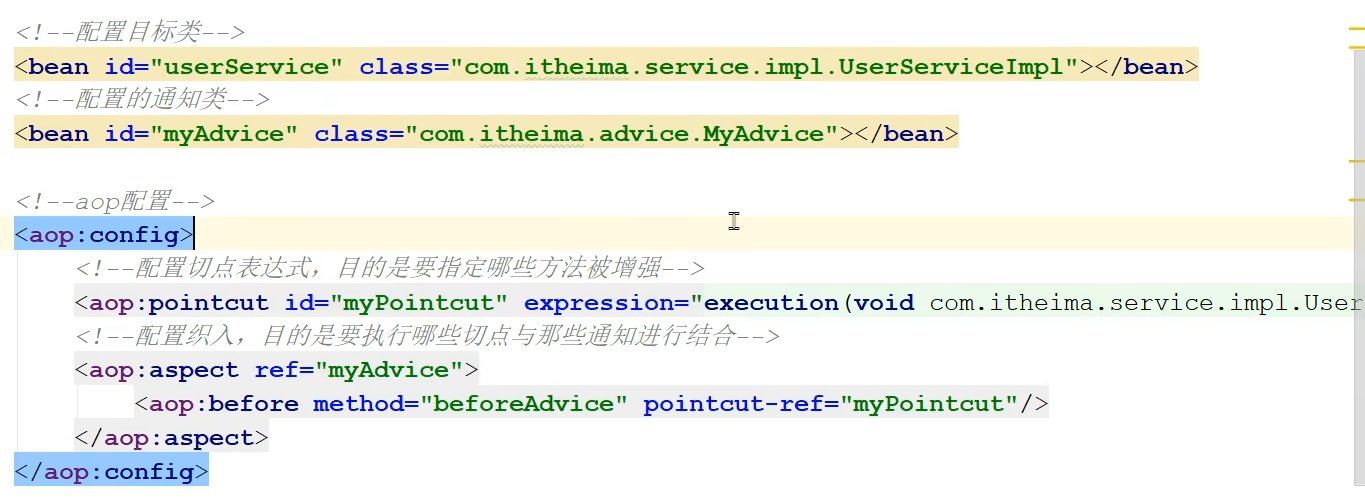 <!--配置目标类-->
<bean id="userService" class="com.itheima.service.impl.UserServiceImpl"></bean>
<!--配置的通知类-->
<bean id="myAdvice" class="com.itheima.advice.MyAdvice"></bean>
<!--aop配置-->
<aop:config>
<!--配置切点表达式，目的是要指定哪些方法被增强-->
<aop:pointcut id="myPointcut" expression="execution(void com.itheima.service.impl.User
<!--配置织入，目的是要执行哪些切点与那些通知进行结合-->
<aop:aspect ref="myAdvice">
<aop:before method="beforeAdvice" pointcut-ref="myPointcut"/>
</aop:aspect>
</aop:config>